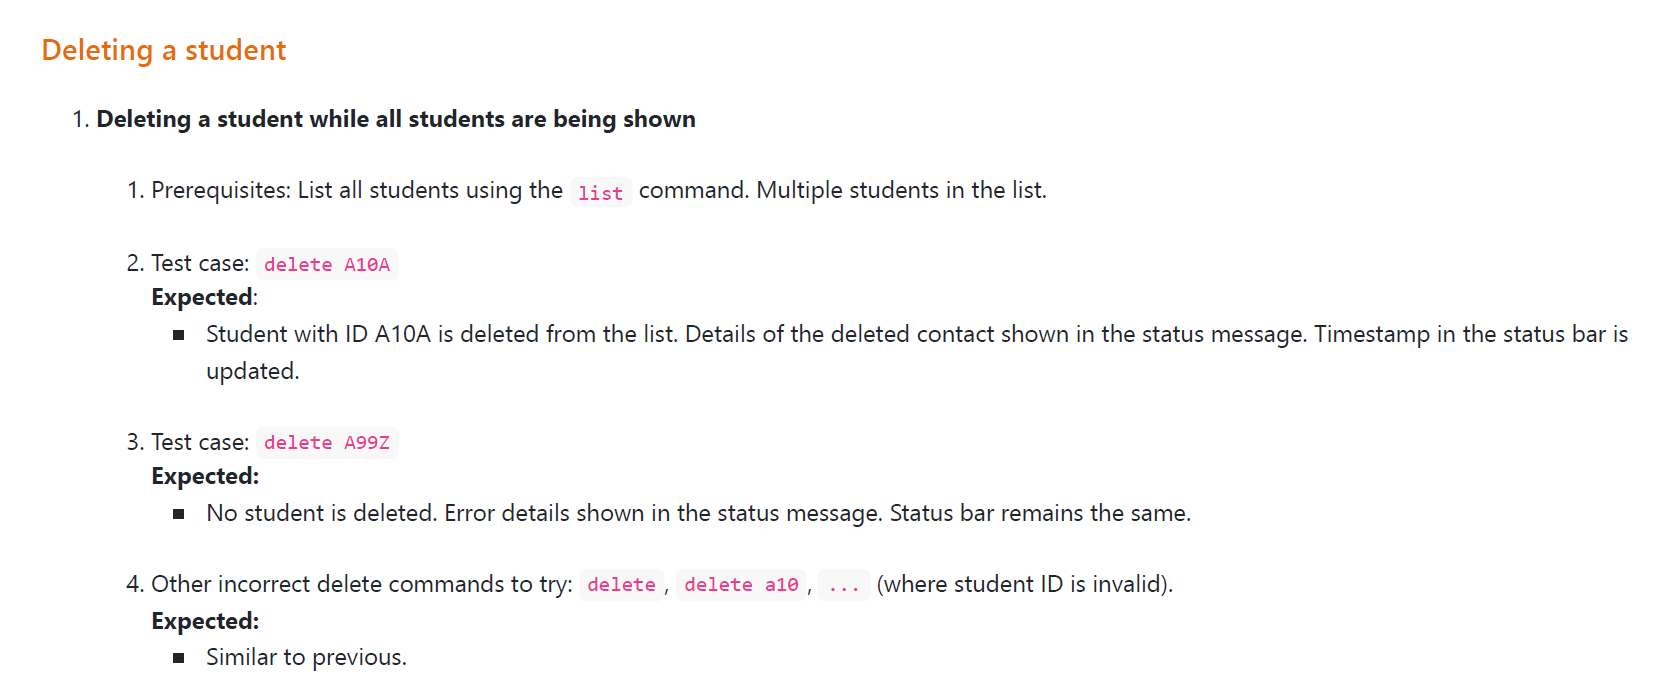 Deleting a student
1. Deleting a student while all students are being shown
1. Prerequisites: List all students using the list command. Multiple students in the list.
2. Test case: delete A10A
Expected:
■ Student with ID A10A is deleted from the list. Details of the deleted contact shown in the status message. Timestamp in the status bar is
updated.
3. Test case: delete A99Z
Expected:
■ No student is deleted. Error details shown in the status message. Status bar remains the same.
4. Other incorrect delete commands to try: delete, delete a10, ... (where student ID is invalid).
Expected:
■ Similar to previous.